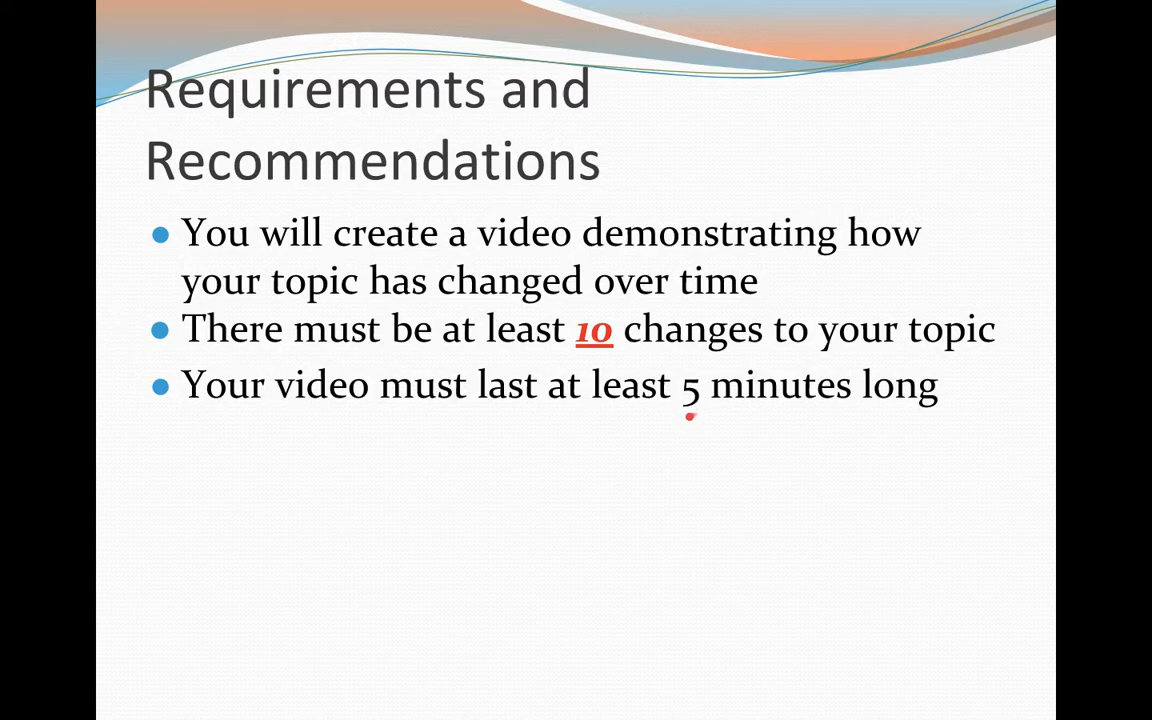 Requirements and
Recommendations
You will create a video demonstrating how
your topic has changed over time
There must be at least 10 changes to your topic
Your video must last at least 5 minutes long